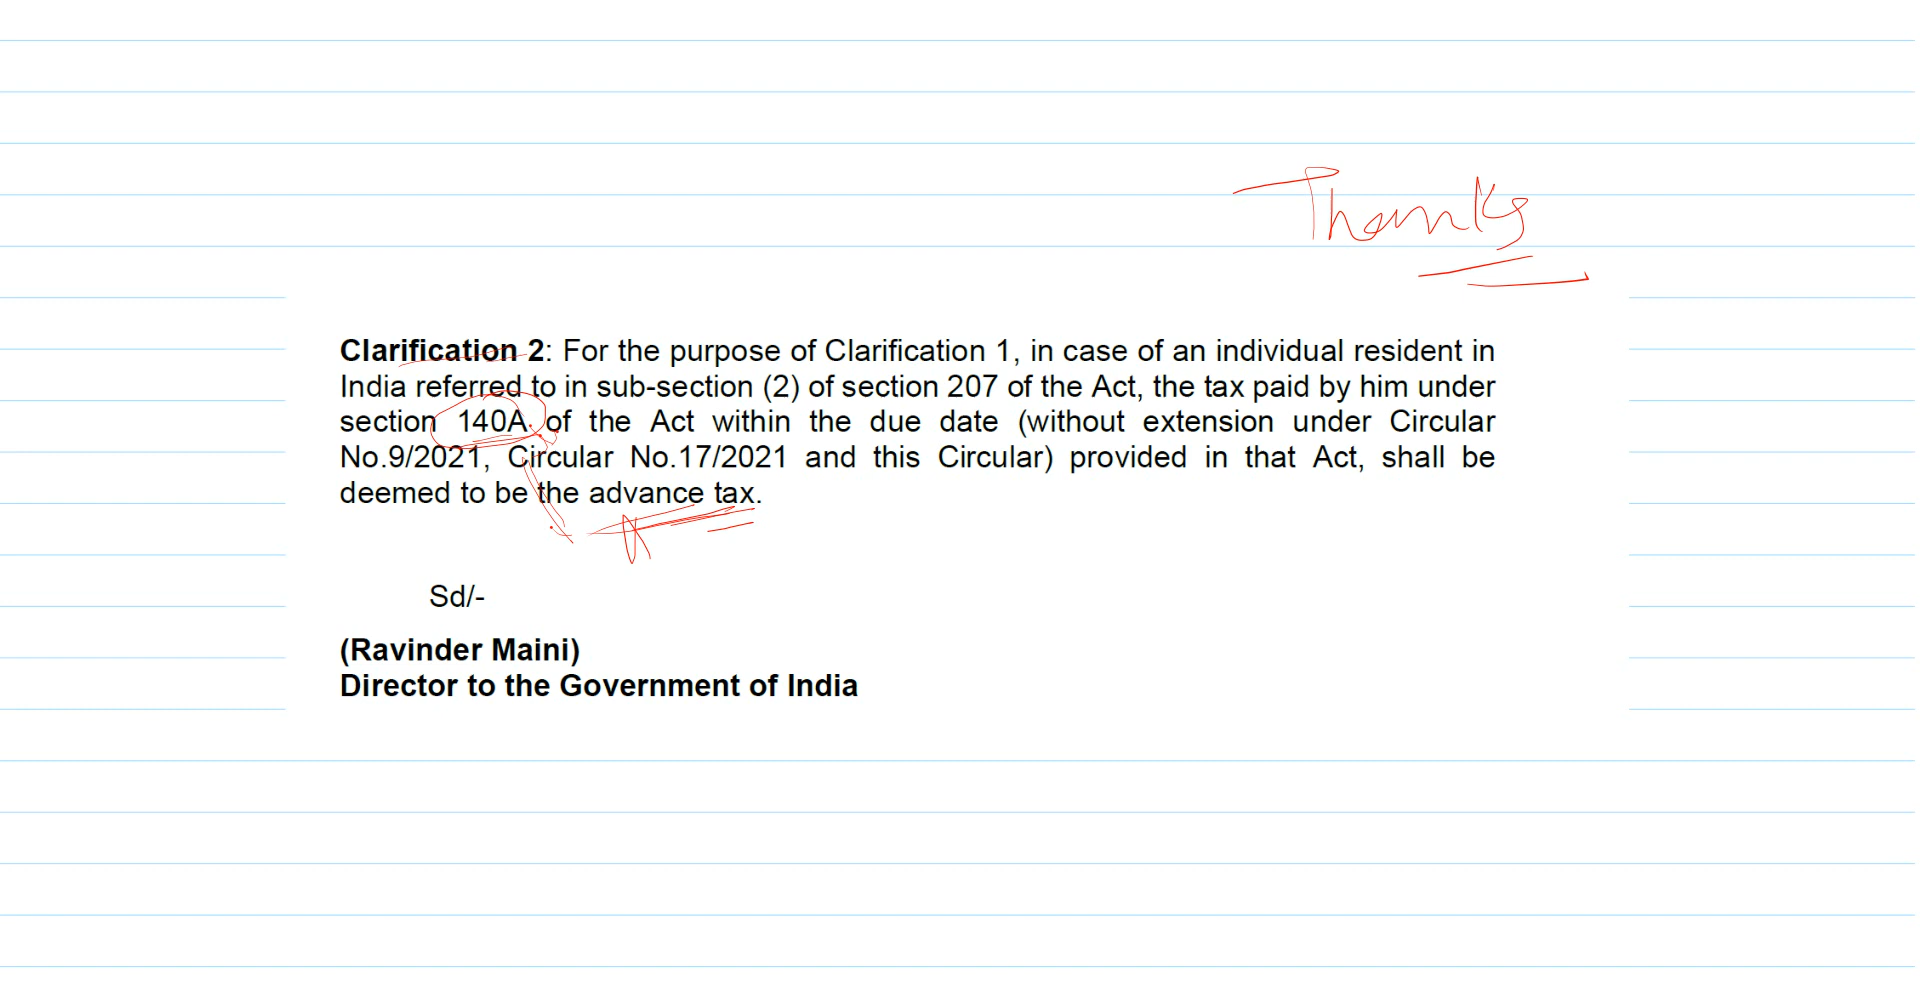 Thanks
Clarification 2: For the purpose of Clarification 1, in case of an individual resident in
India referred to in sub-section (2) of section 207 of the Act, the tax paid by him under
section 140A of the Act within the due date (without extension under Circular
No.9/2021, Circular No.17/2021 and this Circular) provided in that Act, shall be
deemed to be the advance tax.
Sd/-
(Ravinder Maini)
Director to the Government of India